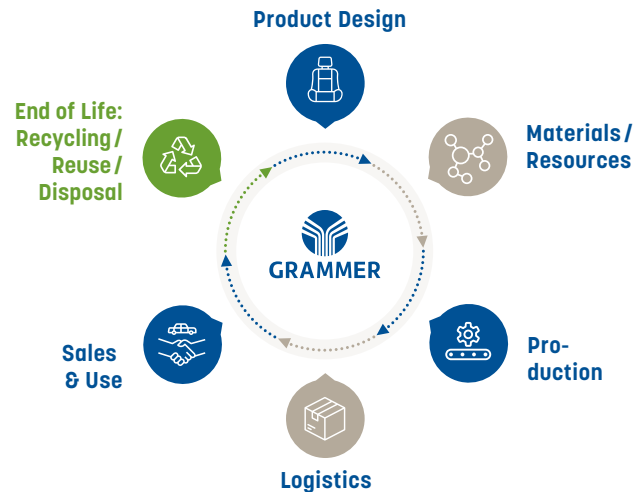 Product Design
Materials/
Resources
Pro-
duction
Logistics
Sales
& Use
End of Life:
Recycling/
Reuse/
Disposal
GRAMMER